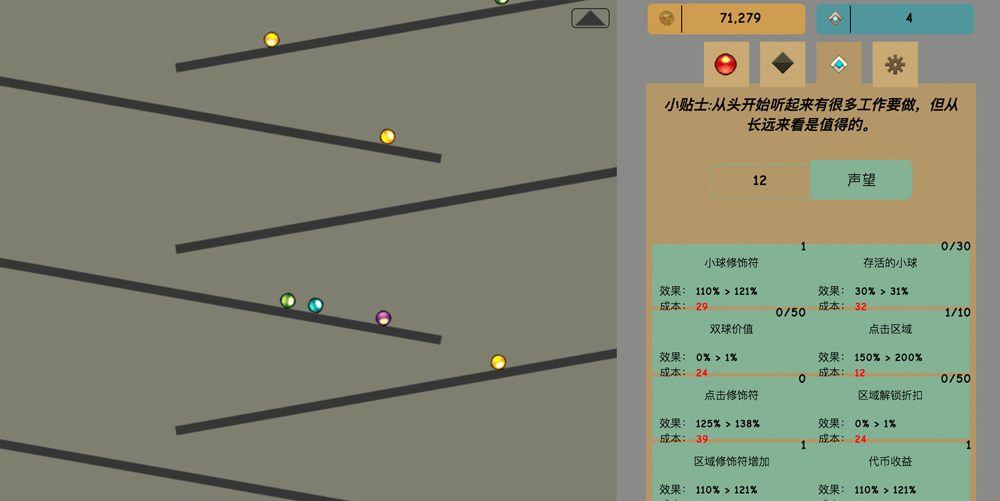 71,279
4
小贴士:从头开始听起来有很多工作要做，但从
长远来看是值得的。
12
声望
1
0/30
小球修饰符
存活的小球
效果： 110% > 121%
效果： 30% > 31%
成本： 29
成本： 32
0/50
1/10
双球价值
点击区域
效果： 0% > 1%
效果： 150% > 200%
成本： 24
成本： 12
0
0/50
点击修饰符
区域解锁折扣
效果： 125% > 138%
效果： 0% > 1%
成本： 39
成本： 24
1
1
区域修饰符增加
代币收益
效果： 110% > 121%
效果： 110% > 121%